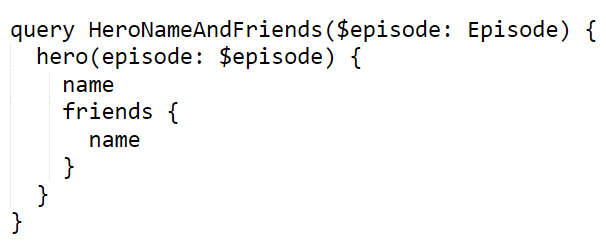 query HeroNameAndFriends($episode: Episode) {
  hero(episode: $episode) {
    name
    friends {
      name
    }
  }
}